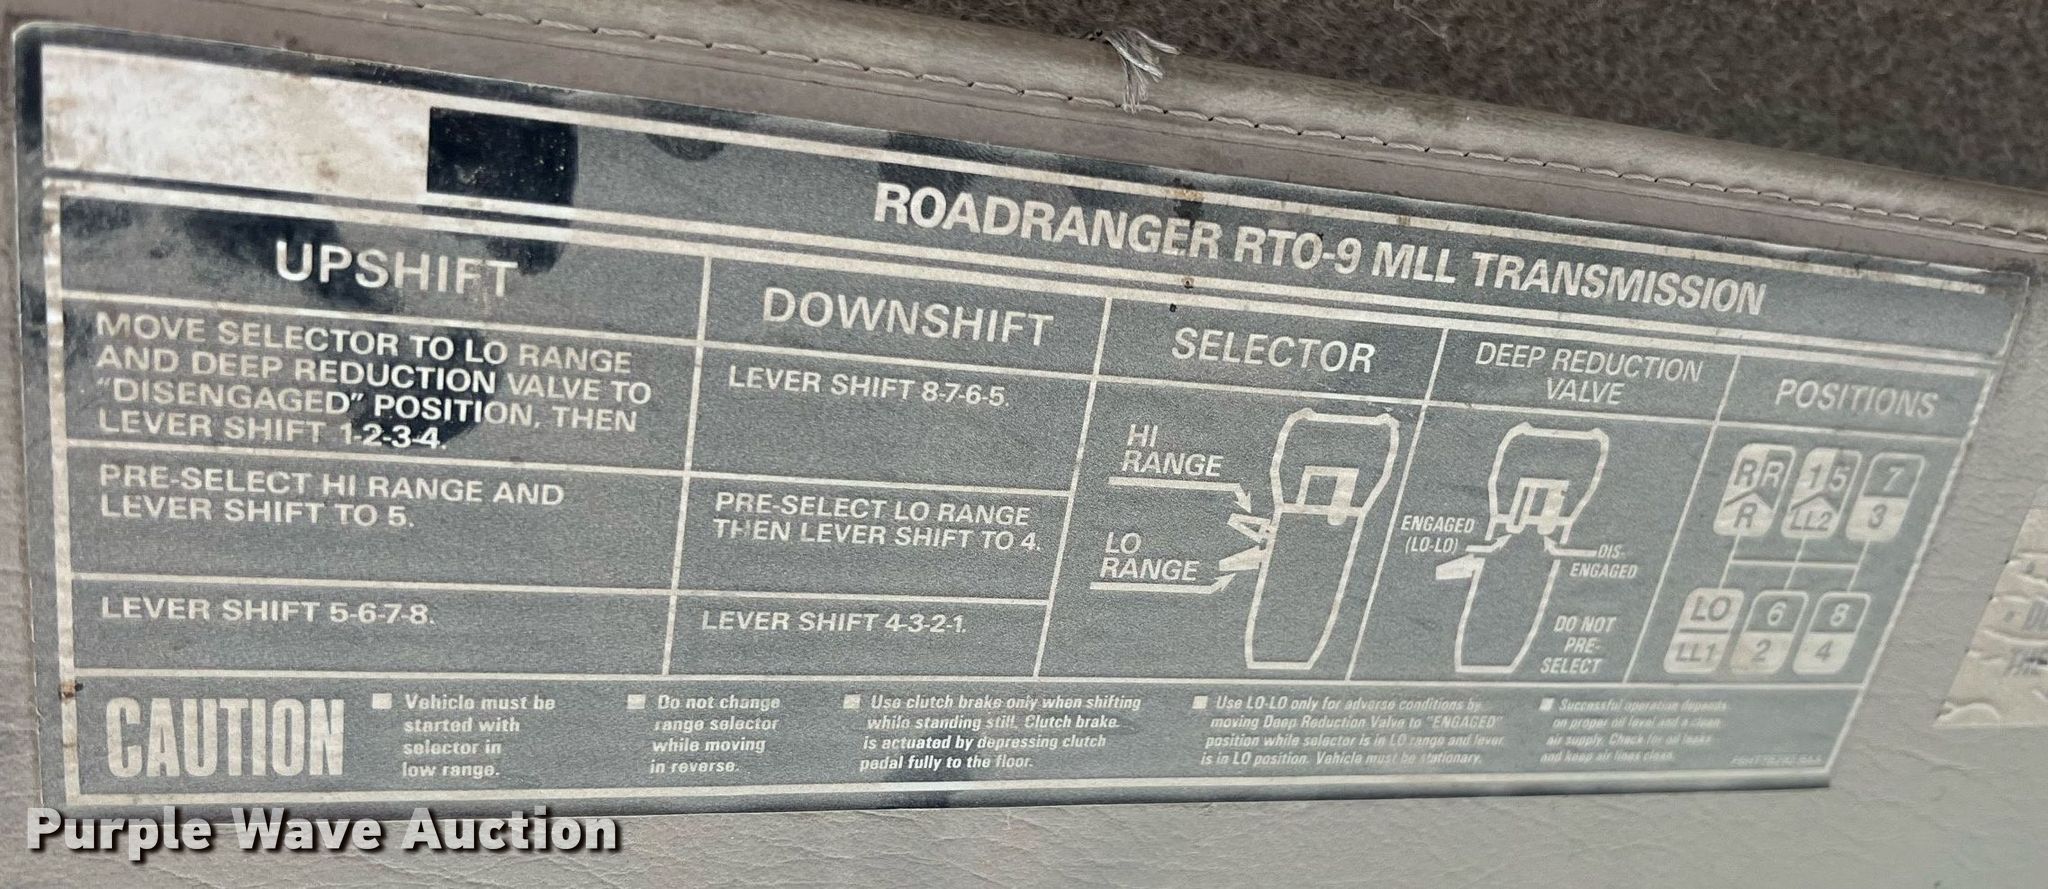 ROADRANGER RTO-9 MLL TRANSMISSION
UPSHIFT
MOVE SELECTOR TO LO RANGE
AND DEEP REDUCTION VALVE TO
"DISENGAGED" POSITION, THEN
LEVER SHIFT 1-2-3-4.
PRE-SELECT HI RANGE AND
LEVER SHIFT TO 5.
LEVER SHIFT 5-6-7-8.
DOWNSHIFT
LEVER SHIFT 8-7-6-5.
PRE-SELECT LO RANGE
THEN LEVER SHIFT TO 4.
LEVER SHIFT 4-3-2-1.
SELECTOR
HI
RANGE
LO
RANGE
DEEP REDUCTION
VALVE
ENGAGED
(LO-LO)
DIS-
ENGAGED
DO NOT
PRE-
SELECT
POSITIONS
R R 1 5 7
R LL2 3
LO 6 8
LL1 2 4
CAUTION
Vehicle must be
started with
selector in
low range.
Do not change
range selector
while moving
in reverse.
Use clutch brake only when shifting
while standing still. Clutch brake
is actuated by depressing clutch
pedal fully to the floor.
Use LO-LO only for adverse conditions by
moving Deep Reduction Valve to "ENGAGED"
position while selector is in LO range and lever
is in LO position. Vehicle must be stationary.
Successful operation depends
on proper oil level and a clean
air supply. Check for oil leaks
and keep air lines clean.
Purple Wave Auction